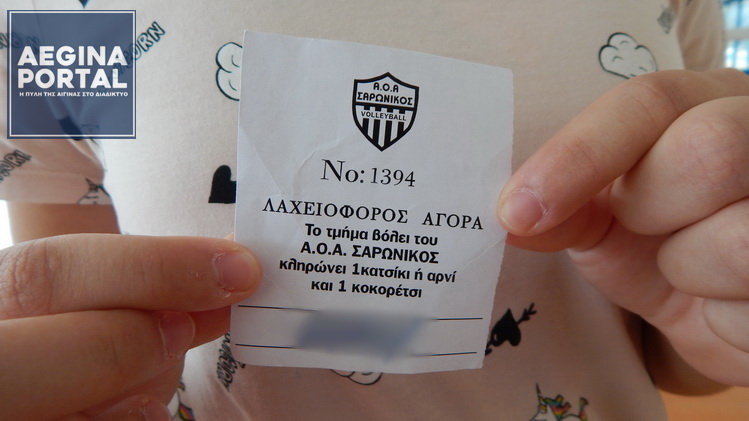 AEGINA
PORTAL
Η ΠΥΛΗ ΤΗΣ ΑΙΓΙΝΑΣ ΣΤΟ ΔΙΑΔΙΚΤΥΟ
Α.Ο.Α
ΣΑΡΩΝΙΚΟΣ
VOLLEYBALL
No: 1394
ΛΑΧΕΙΟΦΟΡΟΣ ΑΓΟΡΑ
Το τμήμα βόλει του
Α.Ο.Α. ΣΑΡΩΝΙΚΟΣ
κληρώνει 1κατσίκι ή αρνί
και 1 κοκορέτσι